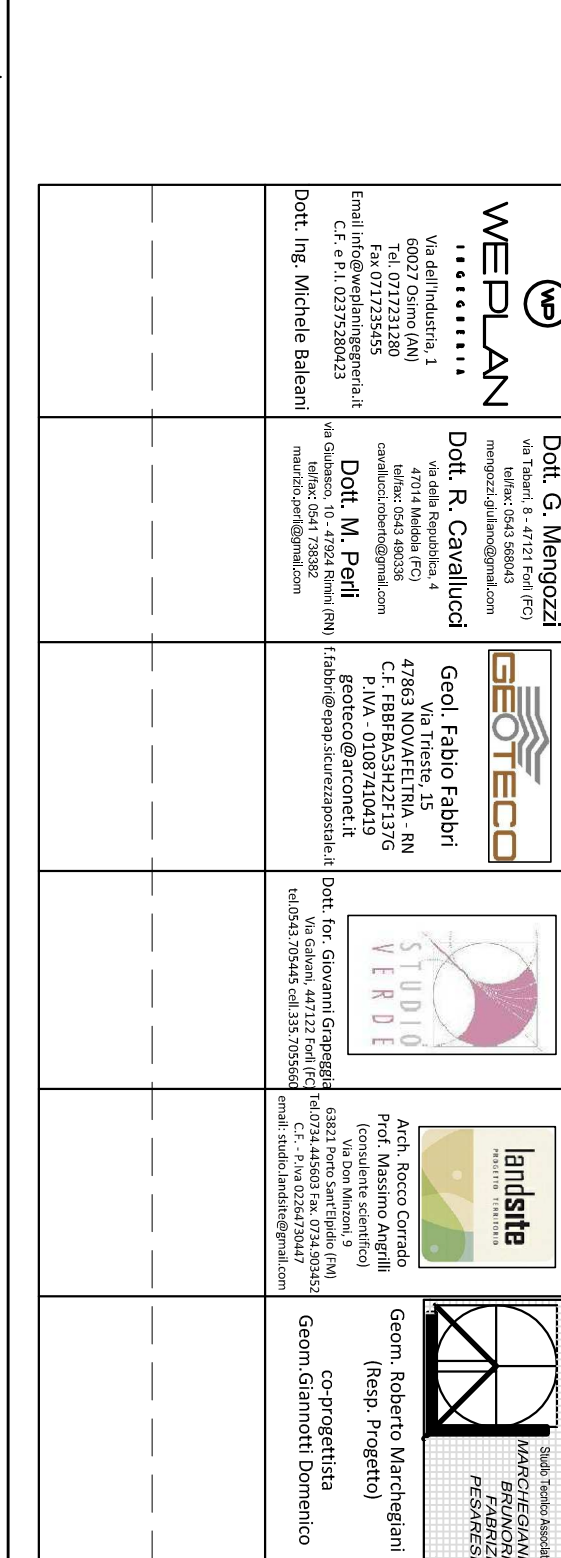 WP
WEPLAN
INGEGNERIA
Via dell'Industria, 1
60027 Osimo (AN)
Tel. 0717231280
Fax 0717235455
Email info@weplaningegneria.it
C.F. e P.I. 02375280423
Dott. Ing. Michele Baleani
Dott. G. Mengozzi
via Tabarri, 8 - 47121 Forlì (FC)
tel/fax: 0543 568043
mengozzi.giuliano@gmail.com
Dott. R. Cavallucci
via della Repubblica, 4
47014 Meldola (FC)
tel/fax: 0543 490336
cavallucci.roberto@gmail.com
Dott. M. Perli
via Giubasco, 10 - 47924 Rimini (RN)
tel/fax: 0541 738382
maurizio.perli@gmail.com
GEOTECO
Geol. Fabio Fabbri
Via Trieste, 15
47863 NOVAFELTRIA - RN
C.F. FBBFBA53H22F137G
P.IVA - 01087410419
geoteco@arconet.it
f.fabbri@epap.sicurezzapostale.it
STUDIO
VERDE
Dott. for. Giovanni Grapeggia
Via Galvani, 447122 Forlì (FC)
tel.0543.705445 cell.335.7055660
landsite
PROGETTO TERRITORIO
Arch. Rocco Corrado
Prof. Massimo Angrilli
(consulente scientifico)
Via Don Minzoni, 9
63821 Porto Sant'Elpidio (FM)
Tel.0734.445603 Fax. 0734.903452
C.F. - P.Iva 02264730447
email: studio.landsite@gmail.com
Studio Tecnico Associat
MARCHEGIANI
BRUNORI
FABRIZ
PESARESI
Geom. Roberto Marchegiani
(Resp. Progetto)
co-progettista
Geom.Giannotti Domenico